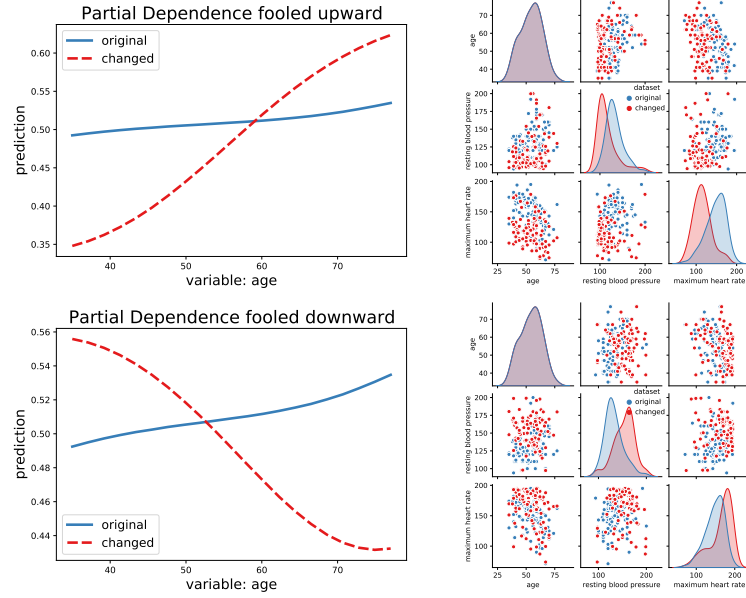 Partial Dependence fooled upward
original
changed
0.60
0.55
0.50
0.45
0.40
0.35
prediction
40
50
60
70
variable: age
age
70
60
50
40
dataset
original
changed
resting blood pressure
200
175
150
125
100
maximum heart rate
200
150
100
25
50
75
age
100
200
resting blood pressure
100
200
maximum heart rate
Partial Dependence fooled downward
0.56
0.54
0.52
0.50
0.48
0.46
0.44
prediction
original
changed
40
50
60
70
variable: age
age
70
60
50
40
dataset
original
changed
resting blood pressure
200
175
150
125
100
maximum heart rate
200
150
100
25
50
75
age
100
200
resting blood pressure
100
200
maximum heart rate